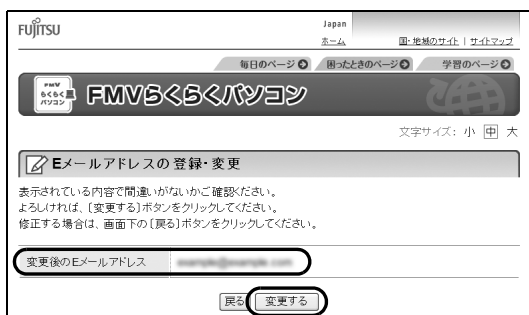 FUJITSU
Japan
ホーム
国・地域のサイト | サイトマップ
毎日のページ
困ったときのページ
学習のページ
FMV
らくらく
パソコン
FMVらくらくパソコン
文字サイズ: 小 中 大
Eメールアドレスの登録・変更
表示されている内容で間違いがないかご確認ください。
よろしければ、[変更する]ボタンをクリックしてください。
修正する場合は、画面下の[戻る]ボタンをクリックしてください。
変更後のEメールアドレス
戻る 変更する